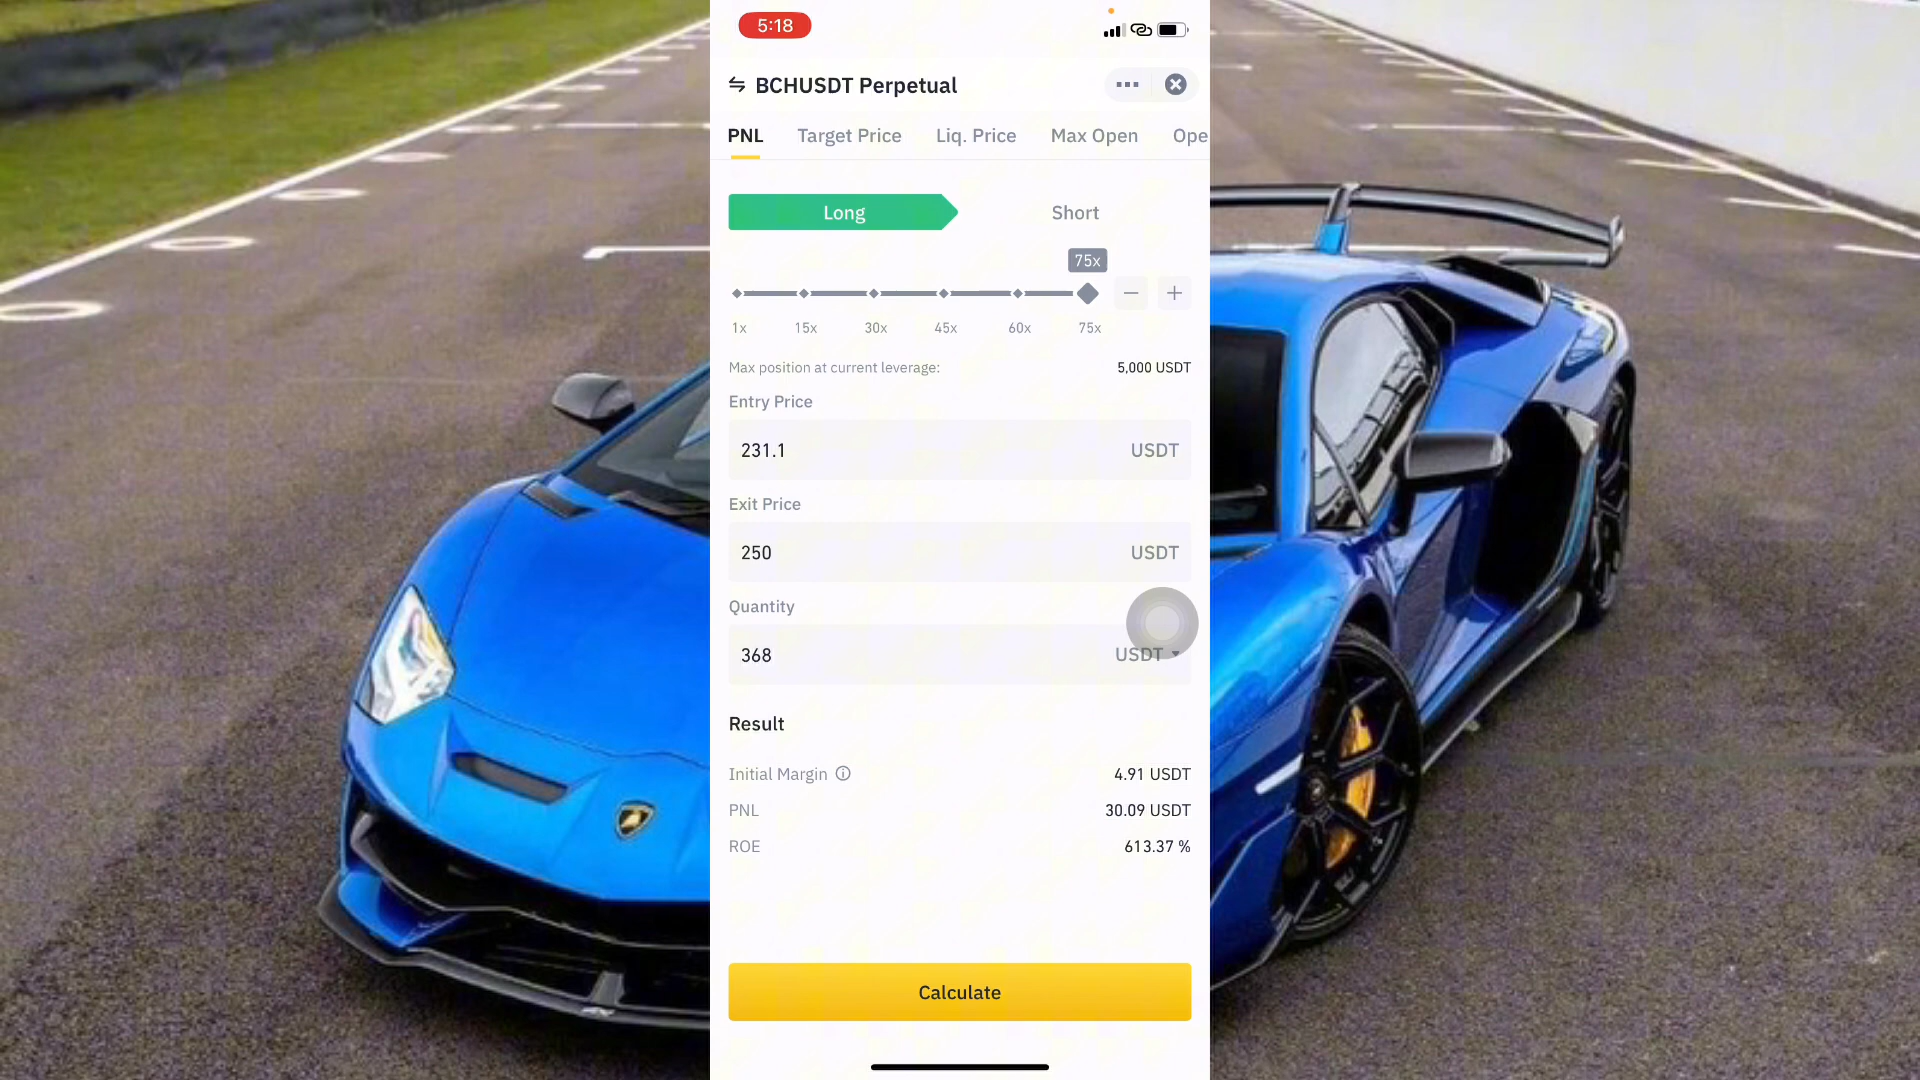 5:18
BCHUSDT Perpetual
PNL Target Price Liq. Price Max Open Ope
Long Short
75x
1x 15x 30x 45x 60x 75x
Max position at current leverage: 5,000 USDT
Entry Price
231.1 USDT
Exit Price
250 USDT
Quantity
368 USDT
Result
Initial Margin 4.91 USDT
PNL 30.09 USDT
ROE 613.37 %
Calculate